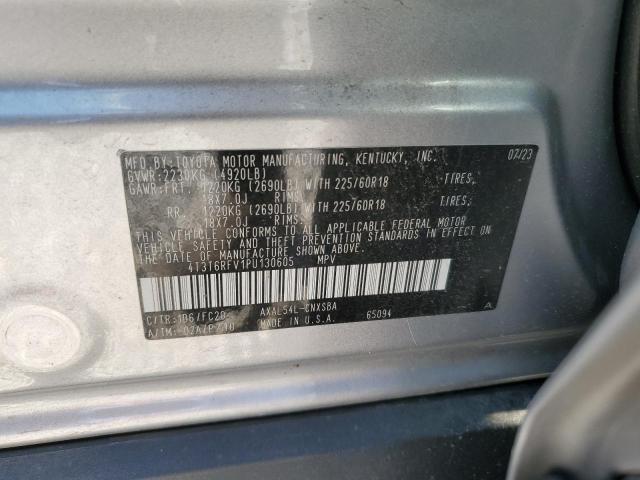 MFD.BY:TOYOTA MOTOR MANUFACTURING, KENTUCKY, INC. 07/23
GVWR:2230KG (4920LB)
GAWR:FRT. 1220KG (2690LB) WITH 225/60R18 TIRES,
18X7.0J RIMS,
RR. 1220KG (2690LB) WITH 225/60R18 TIRES,
18X7.0J RIMS,
THIS VEHICLE CONFORMS TO ALL APPLICABLE FEDERAL MOTOR
VEHICLE SAFETY AND THEFT PREVENTION STANDARDS IN EFFECT ON
THE DATE OF MANUFACTURE SHOWN ABOVE.
4T3T6RFV1PU130605 MPV
C/TR:1D6/FC20 AXAL54L-CNXSBA 65094 A
A/TM: MADE IN U.S.A.